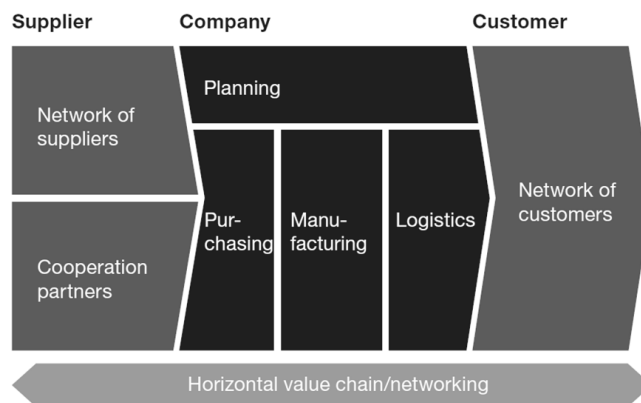 Supplier
Company
Customer
Network of
suppliers
Cooperation
partners
Planning
Pur-
chasing
Manu-
facturing
Logistics
Network of
customers
Horizontal value chain/networking